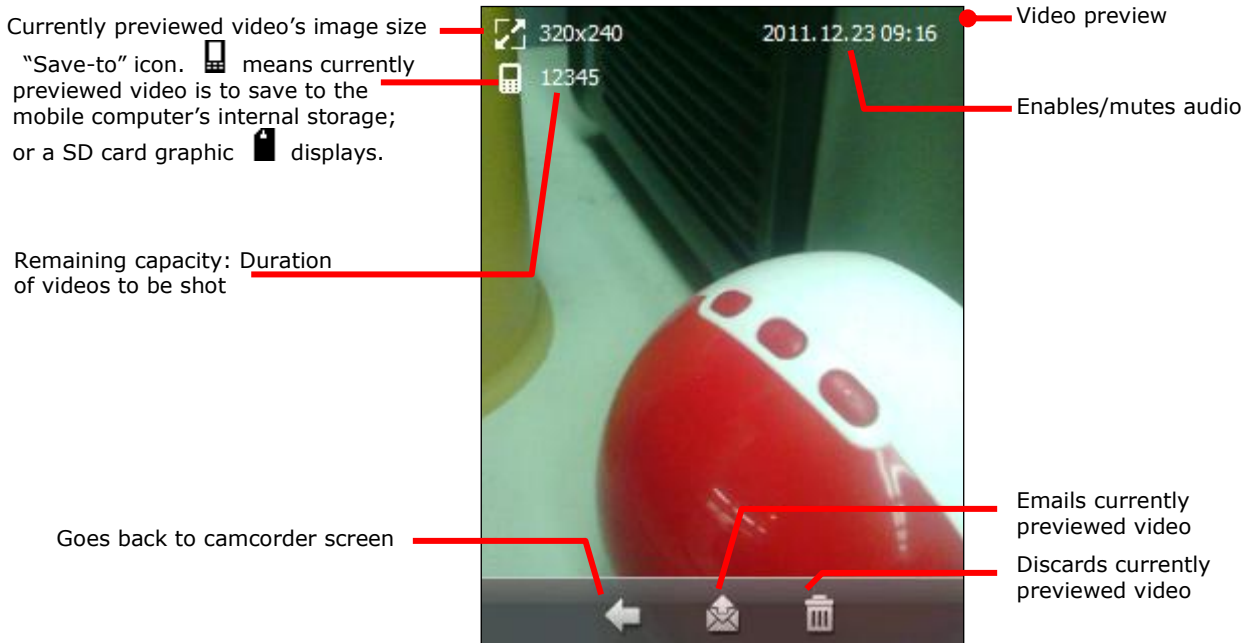 Currently previewed video’s image size
“Save-to” icon. means currently
previewed video is to save to the
mobile computer’s internal storage;
or a SD card graphic displays.
Remaining capacity: Duration
of videos to be shot
Goes back to camcorder screen
320x240
2011.12.23 09:16
12345
Video preview
Enables/mutes audio
Emails currently
previewed video
Discards currently
previewed video